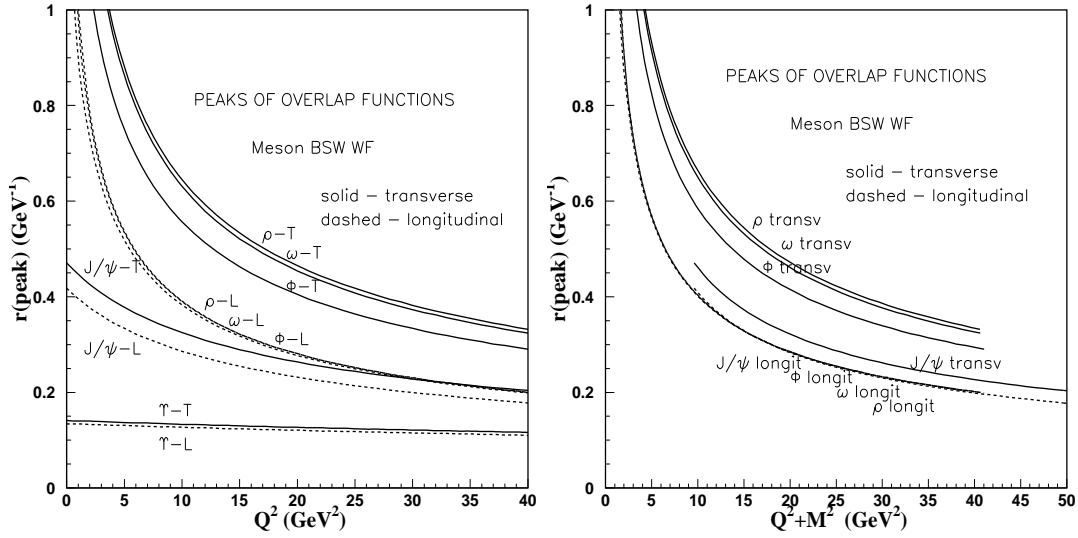 PEAKS OF OVERLAP FUNCTIONS
Meson BSW WF
solid – transverse
dashed – longitudinal
ρ–T
ω–T
Φ–T
J/ψ–T
ρ–L
ω–L
Φ–L
J/ψ–L
ϒ–T
ϒ–L
r(peak) (GeV⁻¹)
1
0.8
0.6
0.4
0.2
0
0 5 10 15 20 25 30 35 40
Q² (GeV²)
PEAKS OF OVERLAP FUNCTIONS
Meson BSW WF
solid – transverse
dashed – longitudinal
ρ transv
ω transv
Φ transv
J/ψ longit
J/ψ transv
Φ longit
ω longit
ρ longit
r(peak) (GeV⁻¹)
1
0.8
0.6
0.4
0.2
0
0 5 10 15 20 25 30 35 40 45 50
Q²+M² (GeV²)